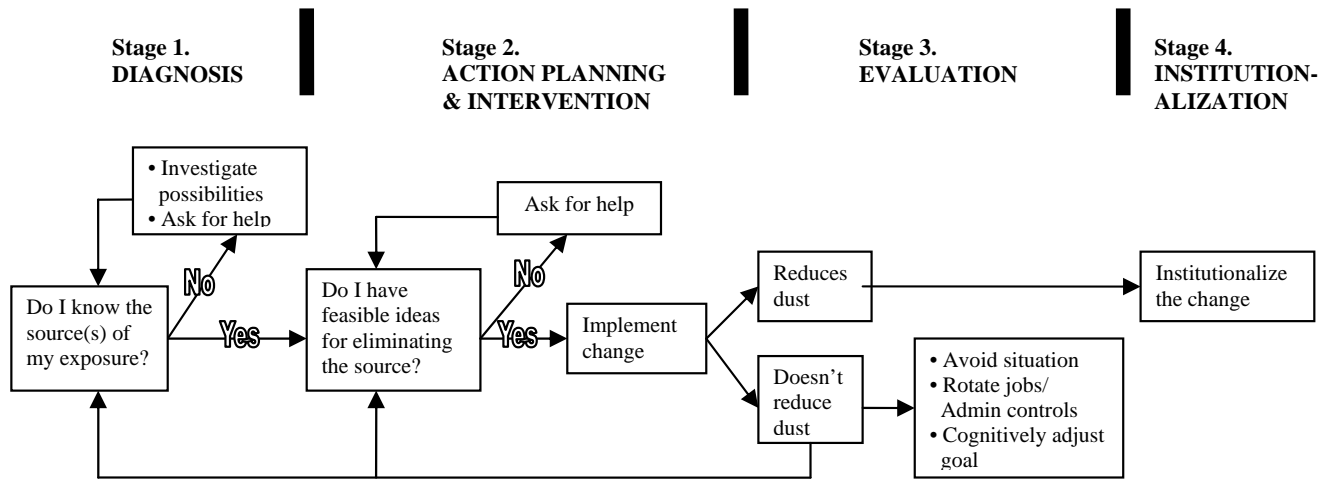 Stage 1.
DIAGNOSIS
Stage 2.
ACTION PLANNING
& INTERVENTION
Stage 3.
EVALUATION
Stage 4.
INSTITUTION-
ALIZATION
• Investigate
possibilities
• Ask for help
No
Do I know the
source(s) of
my exposure?
Yes
Ask for help
No
Do I have
feasible ideas
for eliminating
the source?
Yes
Implement
change
Reduces
dust
Institutionalize
the change
Doesn’t
reduce
dust
• Avoid situation
• Rotate jobs/
Admin controls
• Cognitively adjust
goal